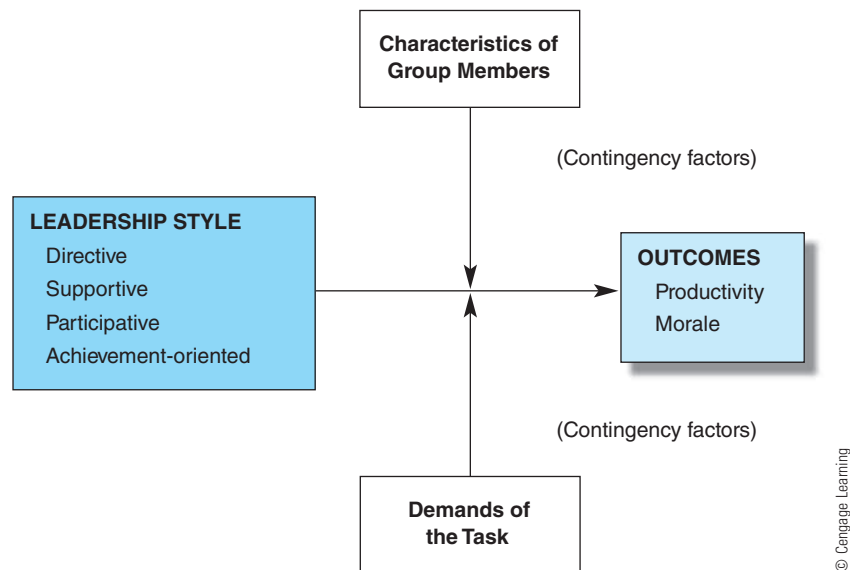 Characteristics of
Group Members
(Contingency factors)
LEADERSHIP STYLE
Directive
Supportive
Participative
Achievement-oriented
OUTCOMES
Productivity
Morale
(Contingency factors)
Demands of
the Task
© Cengage Learning